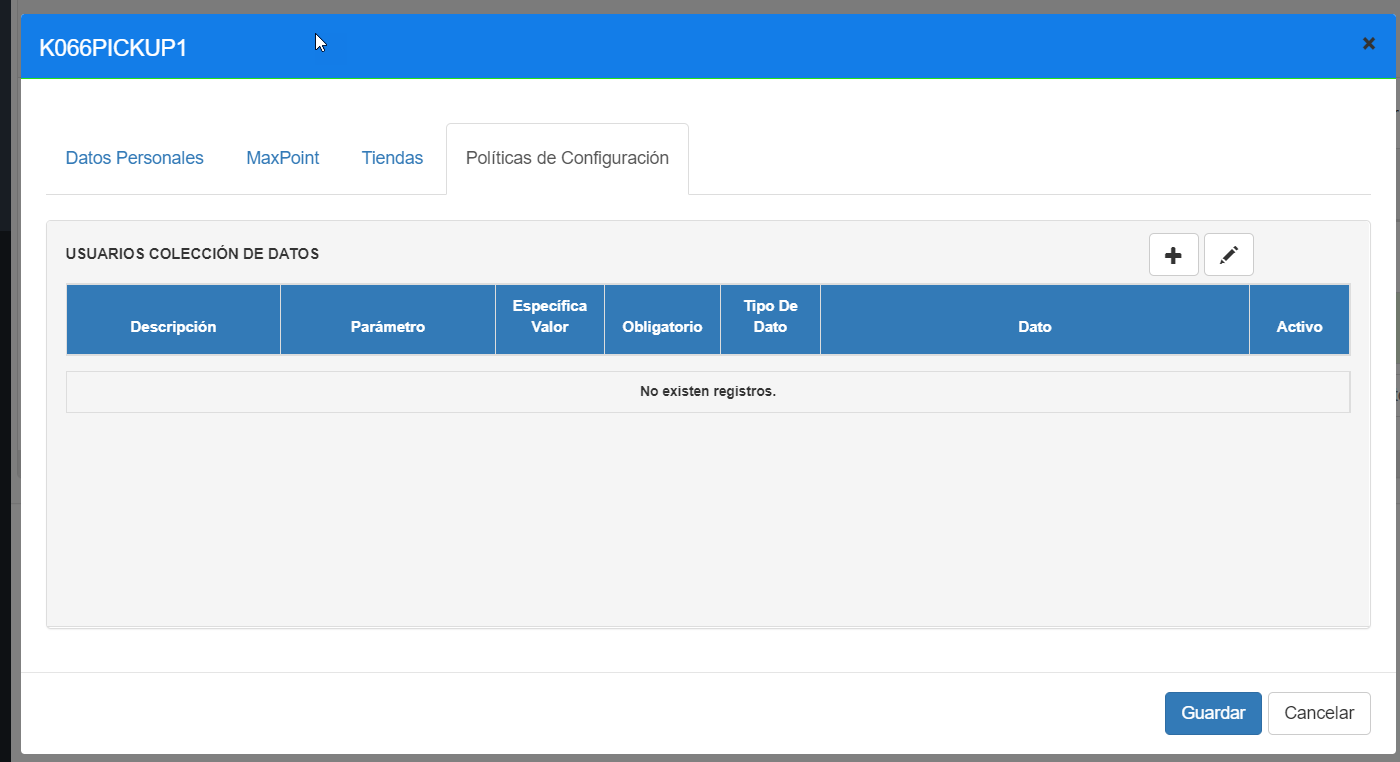 K066PICKUP1
Datos Personales
MaxPoint
Tiendas
Políticas de Configuración
USUARIOS COLECCIÓN DE DATOS
Descripción
Parámetro
Específica
Valor
Obligatorio
Tipo De
Dato
Dato
Activo
No existen registros.
Guardar
Cancelar